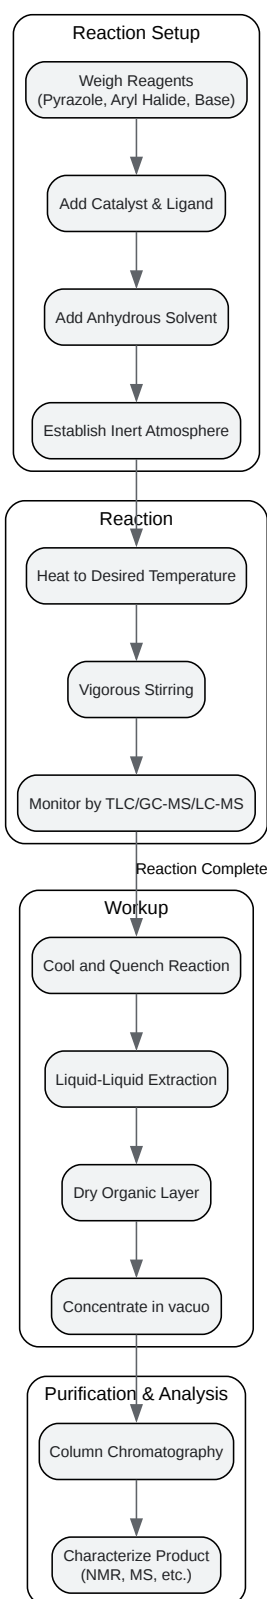 Reaction Setup
Weigh Reagents
(Pyrazole, Aryl Halide, Base)
Add Catalyst & Ligand
Add Anhydrous Solvent
Establish Inert Atmosphere
Reaction
Heat to Desired Temperature
Vigorous Stirring
Monitor by TLC/GC-MS/LC-MS
Reaction Complete
Workup
Cool and Quench Reaction
Liquid-Liquid Extraction
Dry Organic Layer
Concentrate in vacuo
Purification & Analysis
Column Chromatography
Characterize Product
(NMR, MS, etc.)